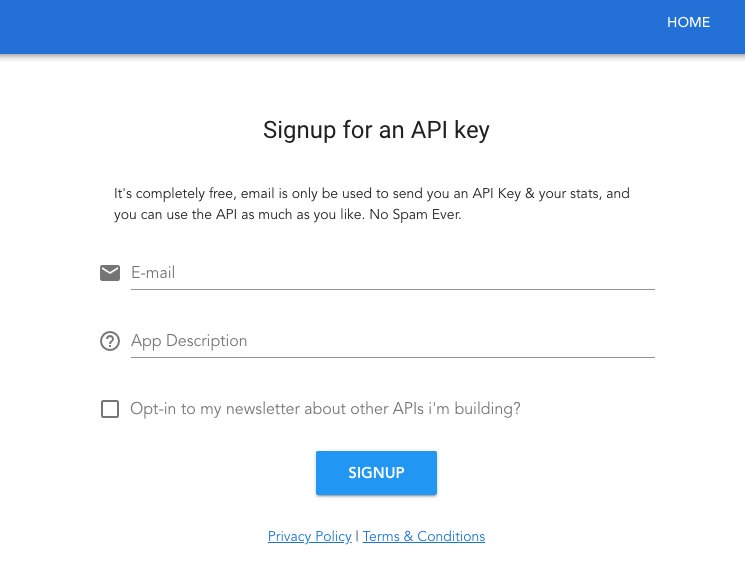 HOME
Signup for an API key
It's completely free, email is only be used to send you an API Key & your stats, and
you can use the API as much as you like. No Spam Ever.
E-mail
App Description
Opt-in to my newsletter about other APIs i'm building?
SIGNUP
Privacy Policy | Terms & Conditions